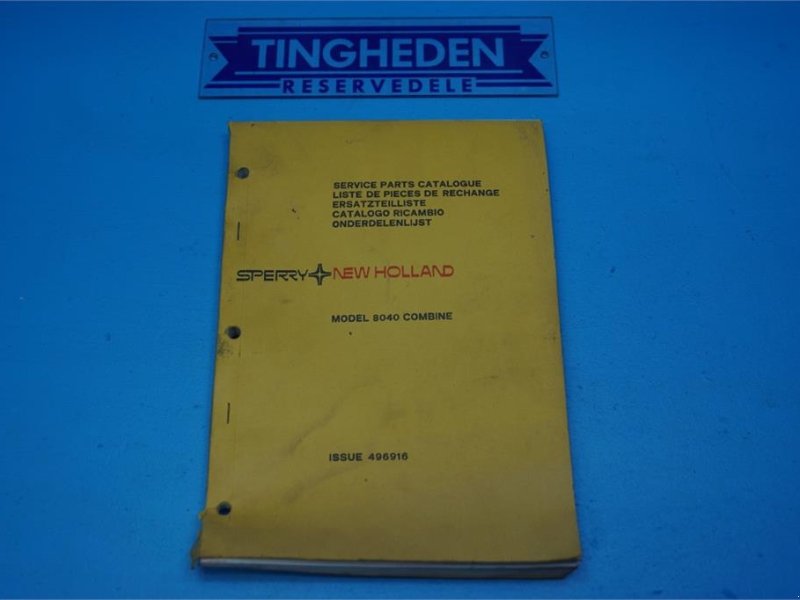 TINGHEDEN
RESERVEDELE
SERVICE PARTS CATALOGUE
LISTE DE PIECES DE RECHANGE
ERSATZTEILLISTE
CATALOGO RICAMBIO
ONDERDELENLIJST
SPERRY NEW HOLLAND
MODEL 8040 COMBINE
ISSUE 496916